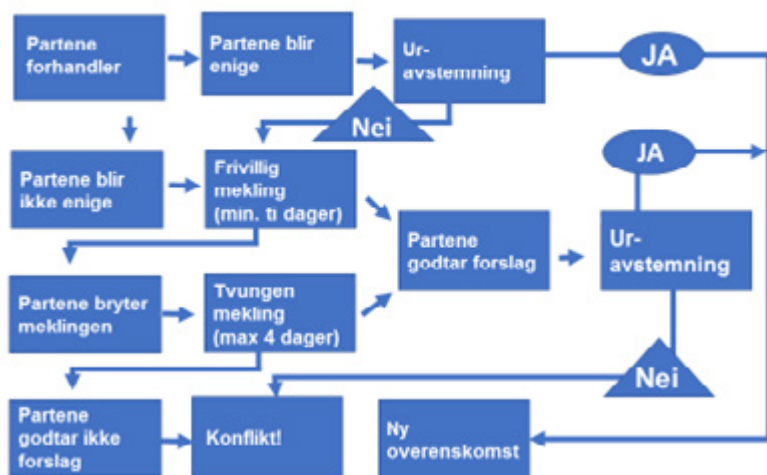 Partene
forhandler
Partene blir
enige
Ur-
avstemning
JA
Nei
Partene blir
ikke enige
Frivillig
mekling
(min. ti dager)
Partene
godtar forslag
JA
Ur-
avstemning
Partene bryter
meklingen
Tvungen
mekling
(max 4 dager)
Nei
Partene
godtar ikke
forslag
Konflikt!
Ny
overenskomst